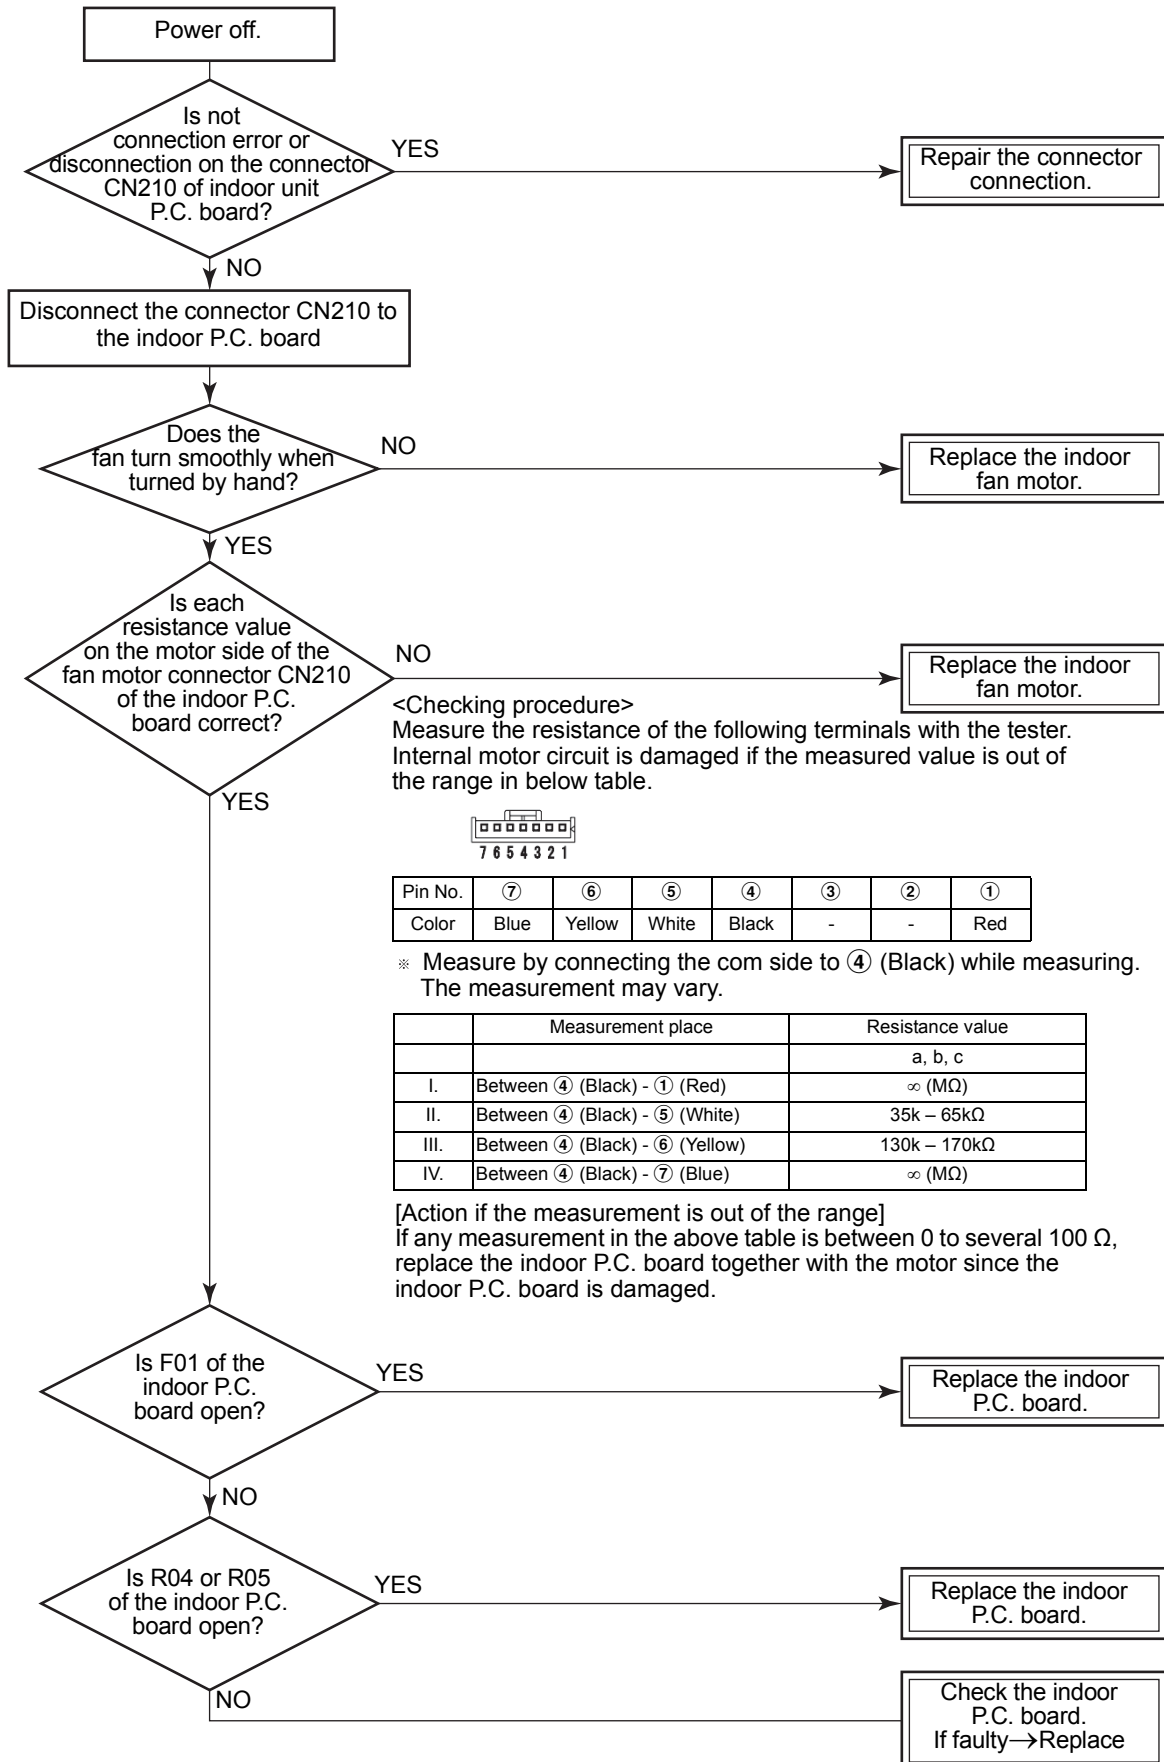 Power off.
Is not
connection error or
disconnection on the connector
CN210 of indoor unit
P.C. board?
YES
Repair the connector
connection.
NO
Disconnect the connector CN210 to
the indoor P.C. board
Does the
fan turn smoothly when
turned by hand?
NO
Replace the indoor
fan motor.
YES
Is each
resistance value
on the motor side of the
fan motor connector CN210
of the indoor P.C.
board correct?
NO
Replace the indoor
fan motor.
YES
<Checking procedure>
Measure the resistance of the following terminals with the tester.
Internal motor circuit is damaged if the measured value is out of
the range in below table.
7 6 5 4 3 2 1
Pin No. ⑦ ⑥ ⑤ ④ ③ ② ①
Color Blue Yellow White Black - - Red
※ Measure by connecting the com side to ④ (Black) while measuring.
The measurement may vary.
Measurement place Resistance value
a, b, c
I. Between ④ (Black) - ① (Red) ∞ (MΩ)
II. Between ④ (Black) - ⑤ (White) 35k – 65kΩ
III. Between ④ (Black) - ⑥ (Yellow) 130k – 170kΩ
IV. Between ④ (Black) - ⑦ (Blue) ∞ (MΩ)
[Action if the measurement is out of the range]
If any measurement in the above table is between 0 to several 100 Ω,
replace the indoor P.C. board together with the motor since the
indoor P.C. board is damaged.
Is F01 of the
indoor P.C.
board open?
YES
Replace the indoor
P.C. board.
NO
Is R04 or R05
of the indoor P.C.
board open?
YES
Replace the indoor
P.C. board.
NO
Check the indoor
P.C. board.
If faulty→Replace